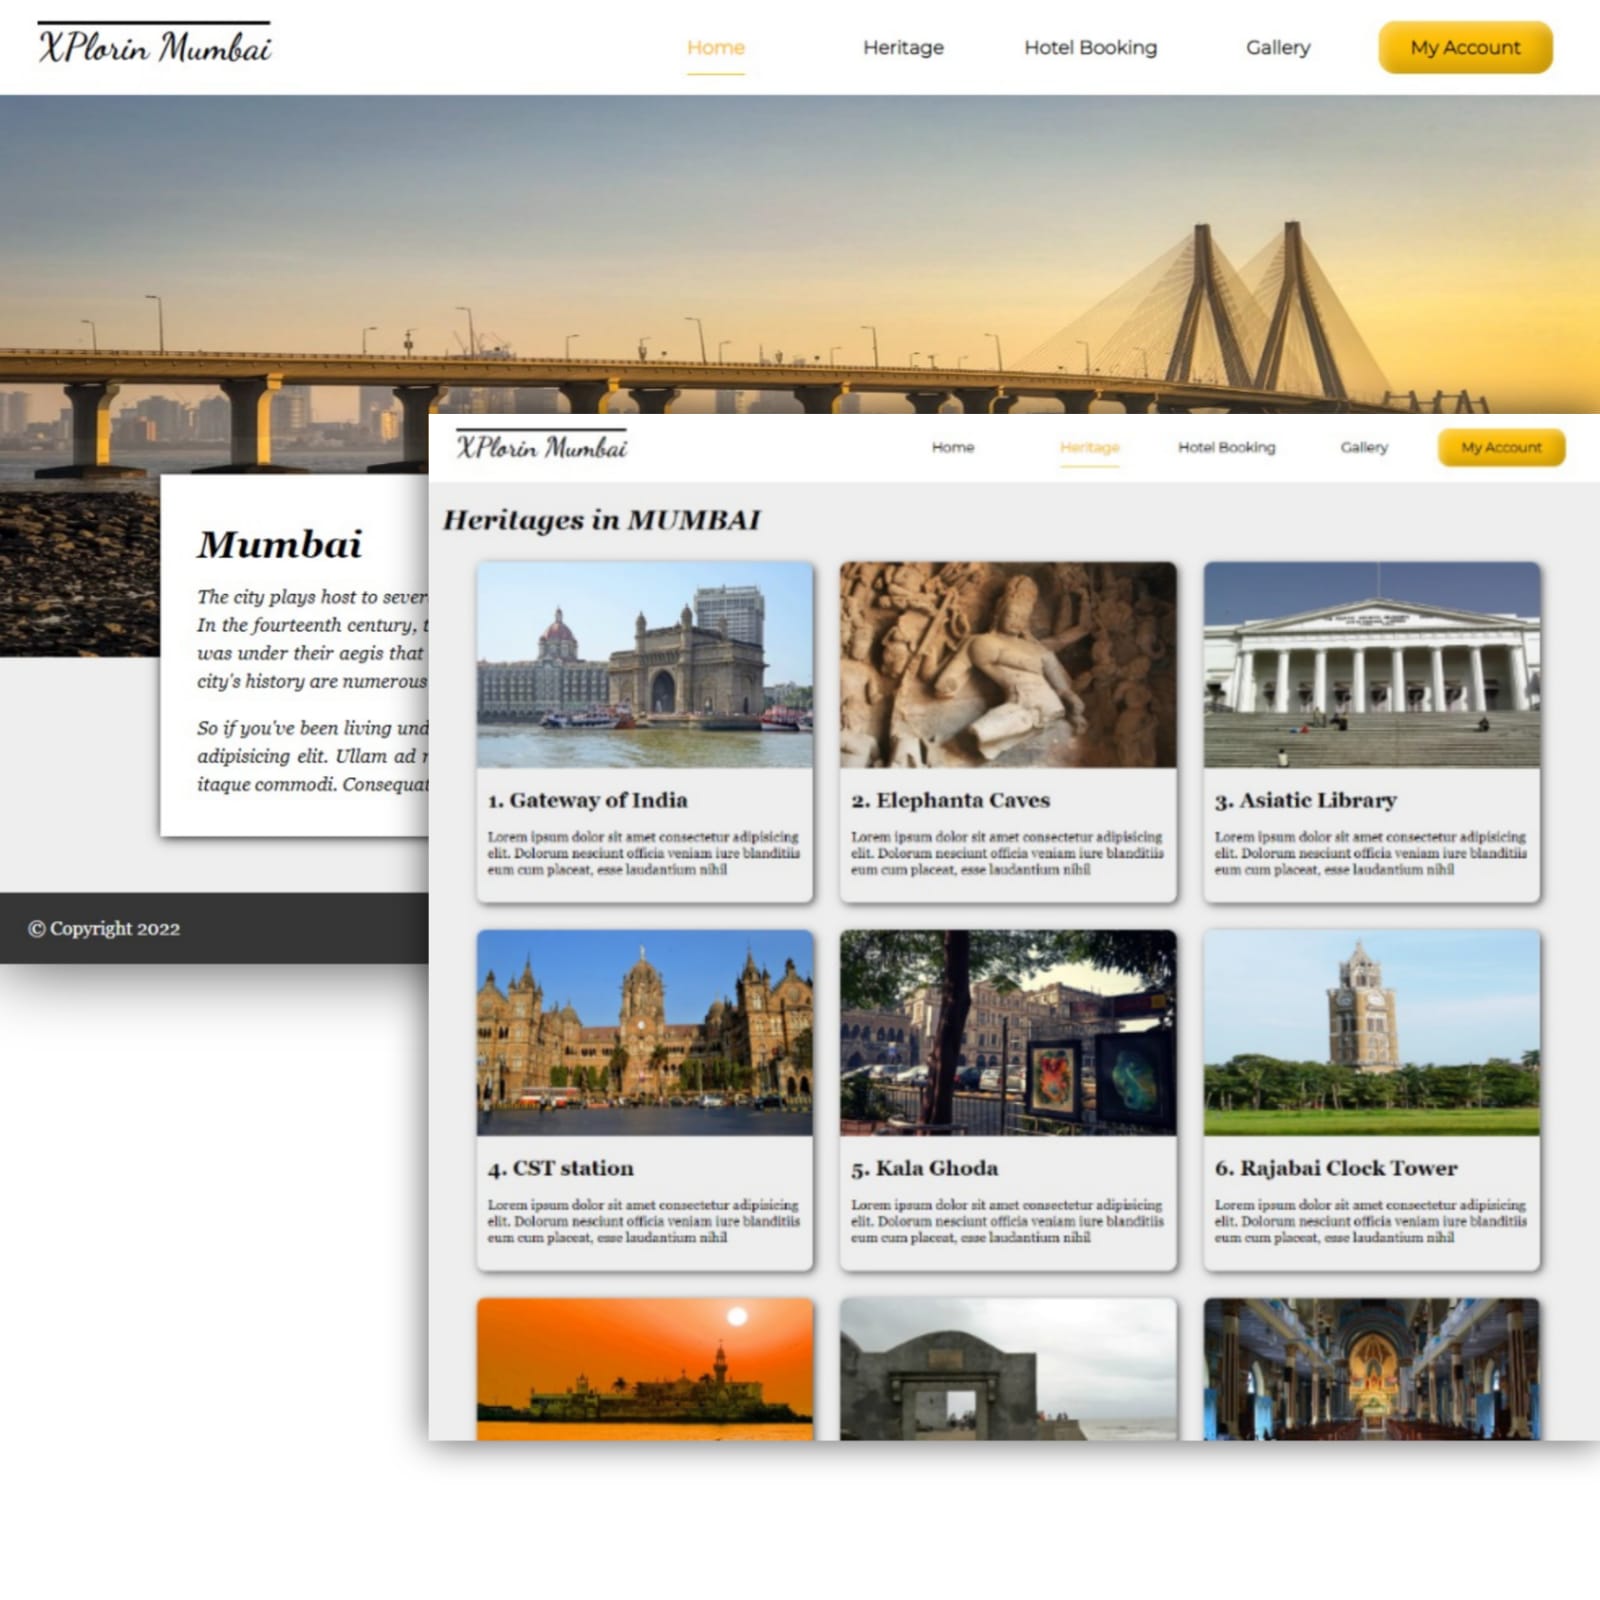 XPlorin Mumbai
Home
Heritage
Hotel Booking
Gallery
My Account
Mumbai
The city plays host to
In the fourteenth century,
was under their aegis that
city's history are numerous
So if you've been living
adipisicing elit. Ullam ad
itaque commodi.
© Copyright 2022
XPlorin Mumbai
Home
Heritage
Hotel Booking
Gallery
My Account
Heritages in MUMBAI
1. Gateway of India
Lorem ipsum dolor sit amet consectetur adipisicing
elit. Dolorum nesciunt officia veniam iure blanditiis
eum cum placeat, esse laudantium nihil
2. Elephanta Caves
Lorem ipsum dolor sit amet consectetur adipisicing
elit. Dolorum nesciunt officia veniam iure blanditiis
eum cum placeat, esse laudantium nihil
3. Asiatic Library
Lorem ipsum dolor sit amet consectetur adipisicing
elit. Dolorum nesciunt officia veniam iure blanditiis
eum cum placeat, esse laudantium nihil
4. CST station
Lorem ipsum dolor sit amet consectetur adipisicing
elit. Dolorum nesciunt officia veniam iure blanditiis
eum cum placeat, esse laudantium nihil
5. Kala Ghoda
Lorem ipsum dolor sit amet consectetur adipisicing
elit. Dolorum nesciunt officia veniam iure blanditiis
eum cum placeat, esse laudantium nihil
6. Rajabai Clock Tower
Lorem ipsum dolor sit amet consectetur adipisicing
elit. Dolorum nesciunt officia veniam iure blanditiis
eum cum placeat, esse laudantium nihil